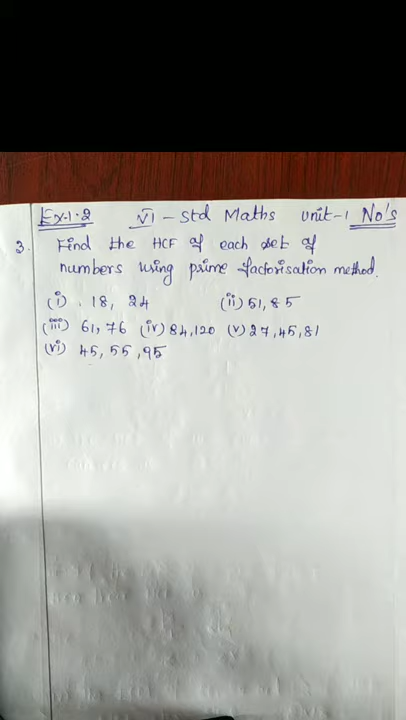 Ex.1.2 VI - Std Maths Unit-1 No's
3. Find the HCF of each set of
numbers using prime factorisation method.
(i) 18, 24 (ii) 51, 85
(iii) 61, 76 (iv) 84, 120 (v) 27, 45, 81
(vi) 45, 55, 95